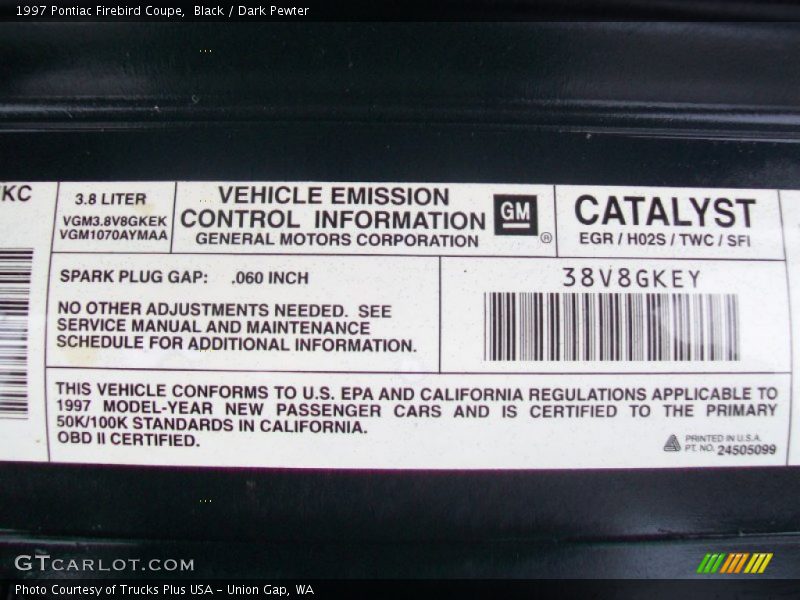 1997 Pontiac Firebird Coupe, Black / Dark Pewter
KC
3.8 LITER
VGM3.8V8GKEK
VGM1070AYMAA
VEHICLE EMISSION
CONTROL INFORMATION
GENERAL MOTORS CORPORATION
GM
®
CATALYST
EGR / H02S / TWC / SFI
SPARK PLUG GAP: .060 INCH
NO OTHER ADJUSTMENTS NEEDED. SEE
SERVICE MANUAL AND MAINTENANCE
SCHEDULE FOR ADDITIONAL INFORMATION.
38V8GKEY
THIS VEHICLE CONFORMS TO U.S. EPA AND CALIFORNIA REGULATIONS APPLICABLE TO
1997 MODEL-YEAR NEW PASSENGER CARS AND IS CERTIFIED TO THE PRIMARY
50K/100K STANDARDS IN CALIFORNIA.
OBD II CERTIFIED.
PRINTED IN U.S.A.
PT. NO. 24505099
GTCARLOT.COM
Photo Courtesy of Trucks Plus USA - Union Gap, WA